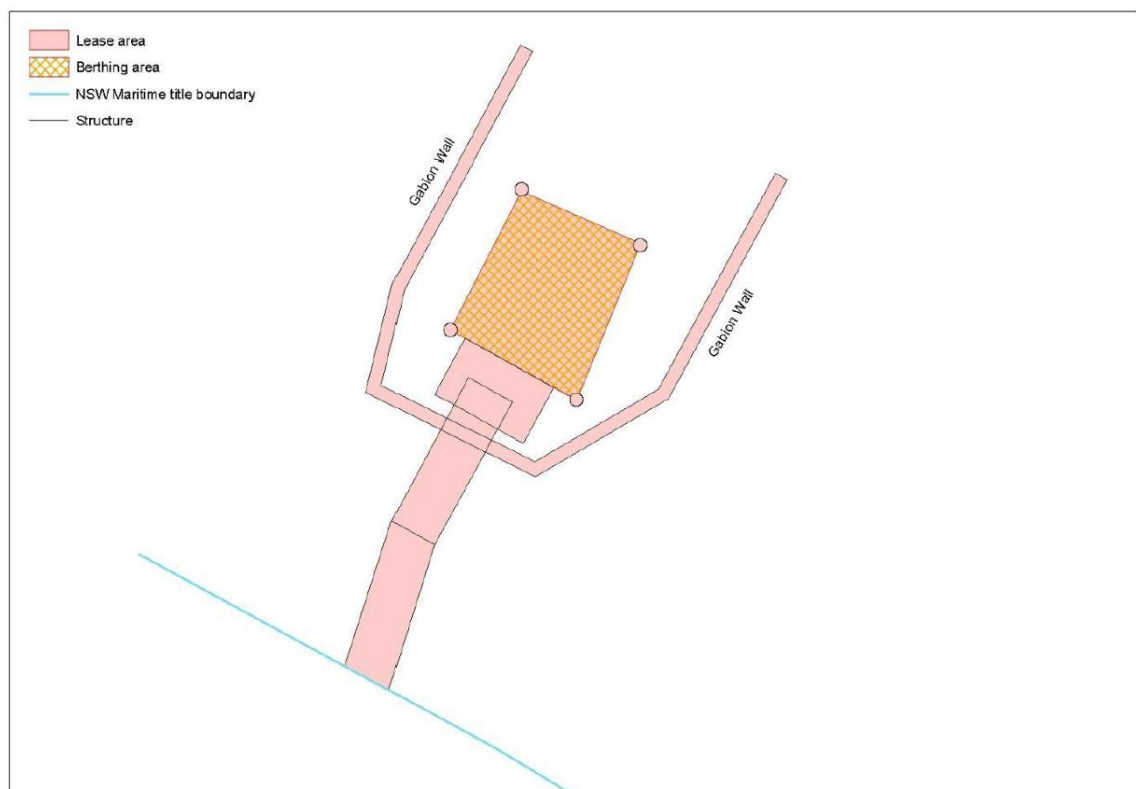 Lease area
Berthing area
NSW Maritime title boundary
Structure
Gabion Wall
Gabion Wall